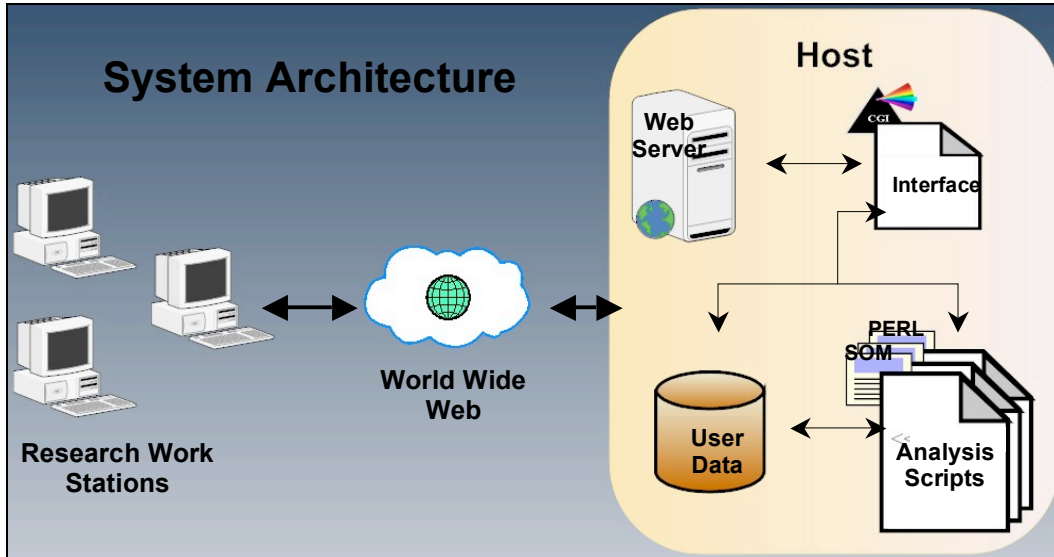 System Architecture
Host
Web
Server
CGI
Interface
PERL
SOM
World Wide
Web
User
Data
<<
Analysis
Scripts
Research Work
Stations